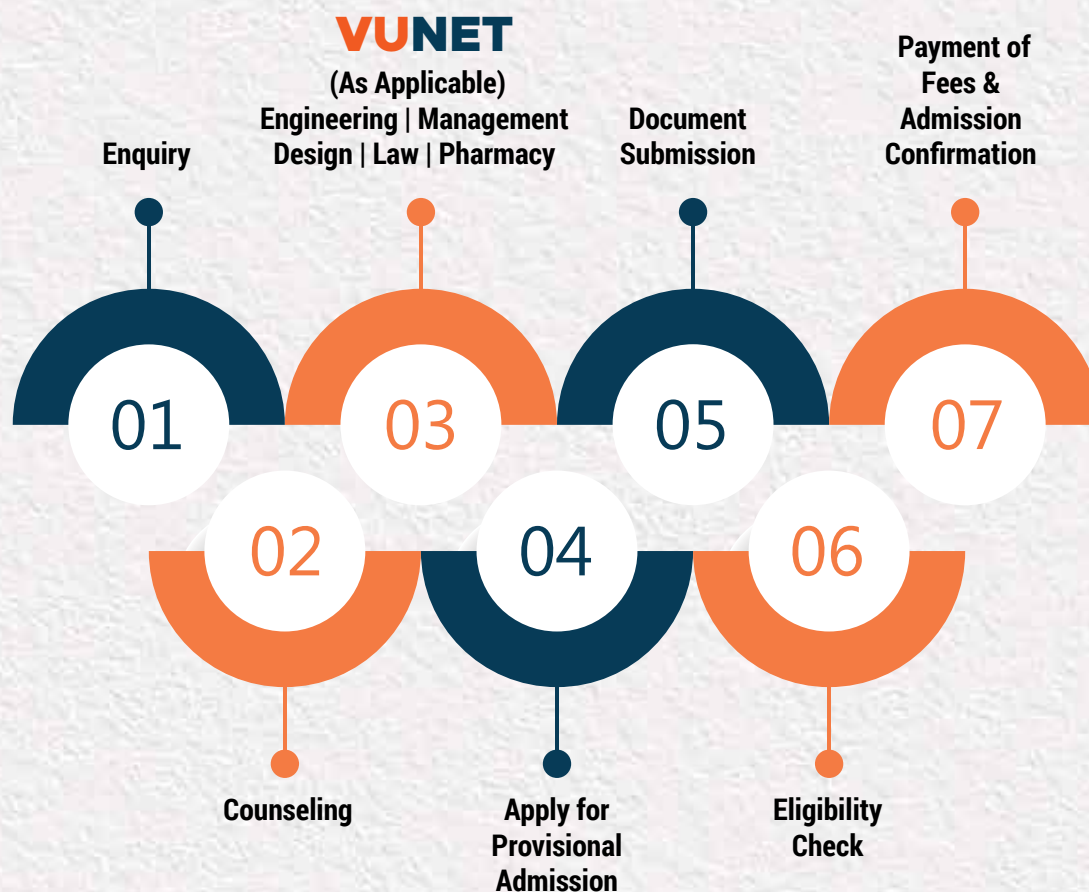 VUNET
(As Applicable)
Engineering | Management
Design | Law | Pharmacy
Enquiry
Document
Submission
Payment of
Fees &
Admission
Confirmation
01
03
05
07
02
04
06
Counseling
Apply for
Provisional
Admission
Eligibility
Check